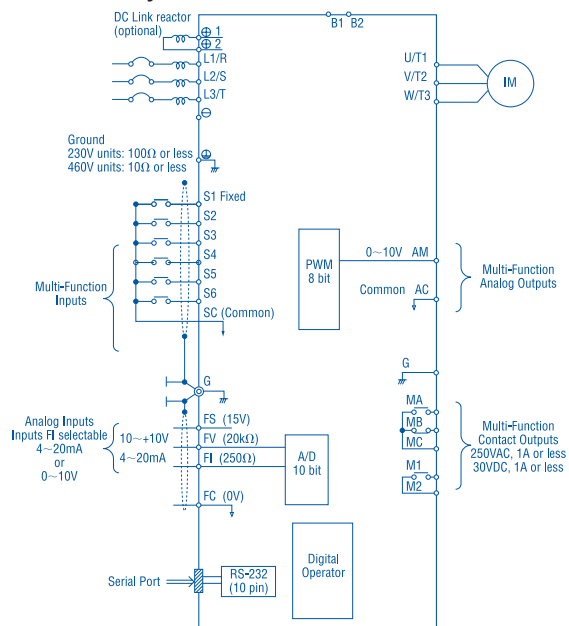 DC Link reactor
(optional)
1
2
B1 B2
L1/R
L2/S
L3/T
U/T1
V/T2
W/T3
IM
Ground
230V units: 100Ω or less
460V units: 10Ω or less
S1 Fixed
S2
S3
S4
S5
S6
SC (Common)
Multi-Function
Inputs
PWM
8 bit
0~10V AM
Common AC
Multi-Function
Analog Outputs
G
G
Analog Inputs
Inputs FI selectable
4~20mA
or
0~10V
10~+10V
4~20mA
FS (15V)
FV (20kΩ)
FI (250Ω)
FC (0V)
A/D
10 bit
MA
MB
MC
M1
M2
Multi-Function
Contact Outputs
250VAC, 1A or less
30VDC, 1A or less
Serial Port
RS-232
(10 pin)
Digital
Operator